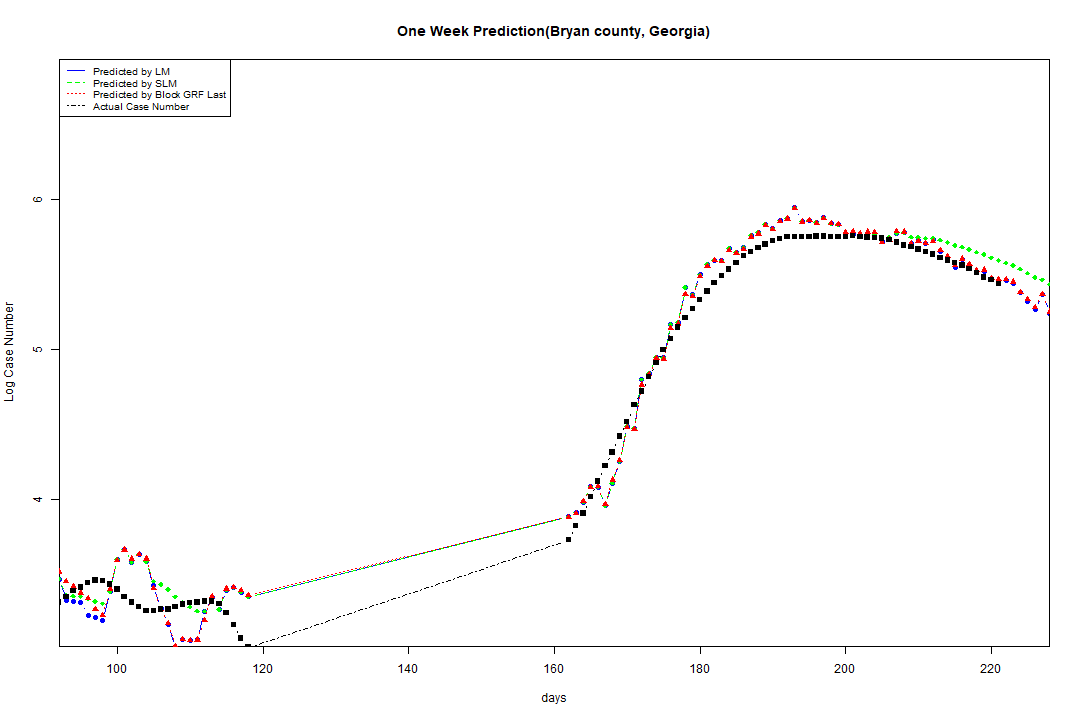 One Week Prediction(Bryan county, Georgia)
Predicted by LM
Predicted by SLM
Predicted by Block GRF Last
Actual Case Number
6
5
4
Log Case Number
100 120 140 160 180 200 220
days